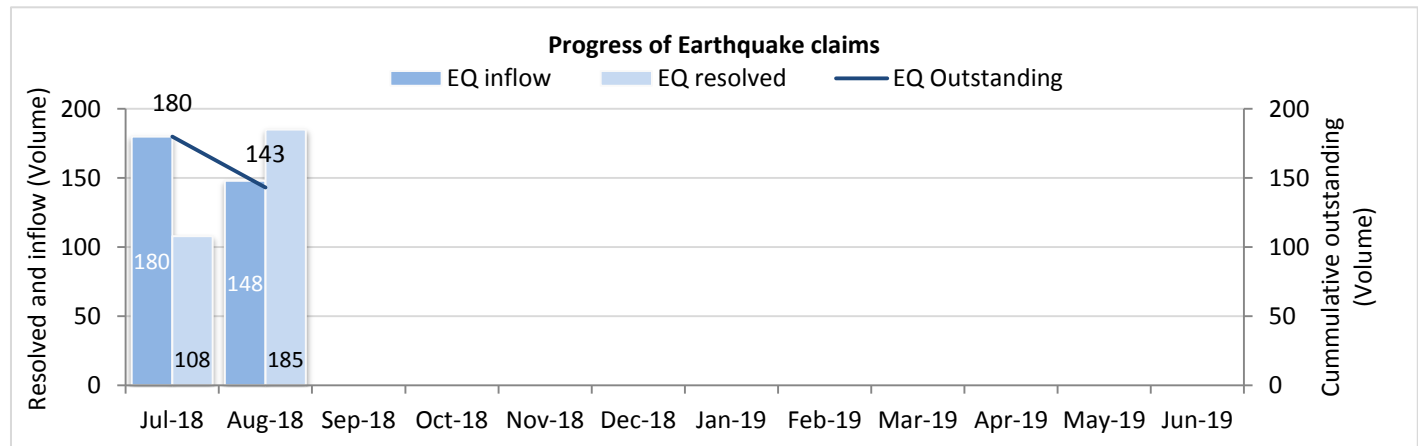 Progress of Earthquake claims
EQ inflow EQ resolved EQ Outstanding
Resolved and inflow (Volume)
200
150
100
50
0
180
143
180
108
148
185
200
150
100
50
0
Cummulative outstanding
(Volume)
Jul-18 Aug-18 Sep-18 Oct-18 Nov-18 Dec-18 Jan-19 Feb-19 Mar-19 Apr-19 May-19 Jun-19